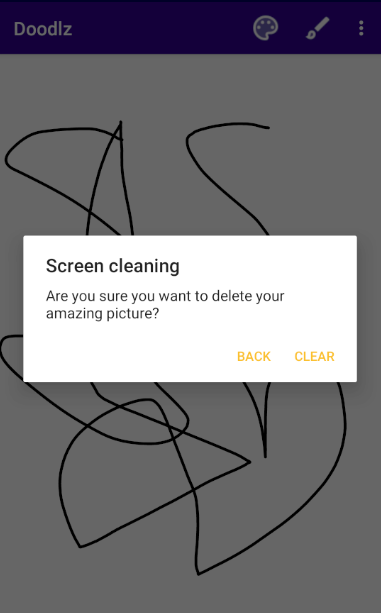 Doodlz
Screen cleaning
Are you sure you want to delete your
amazing picture?
BACK CLEAR